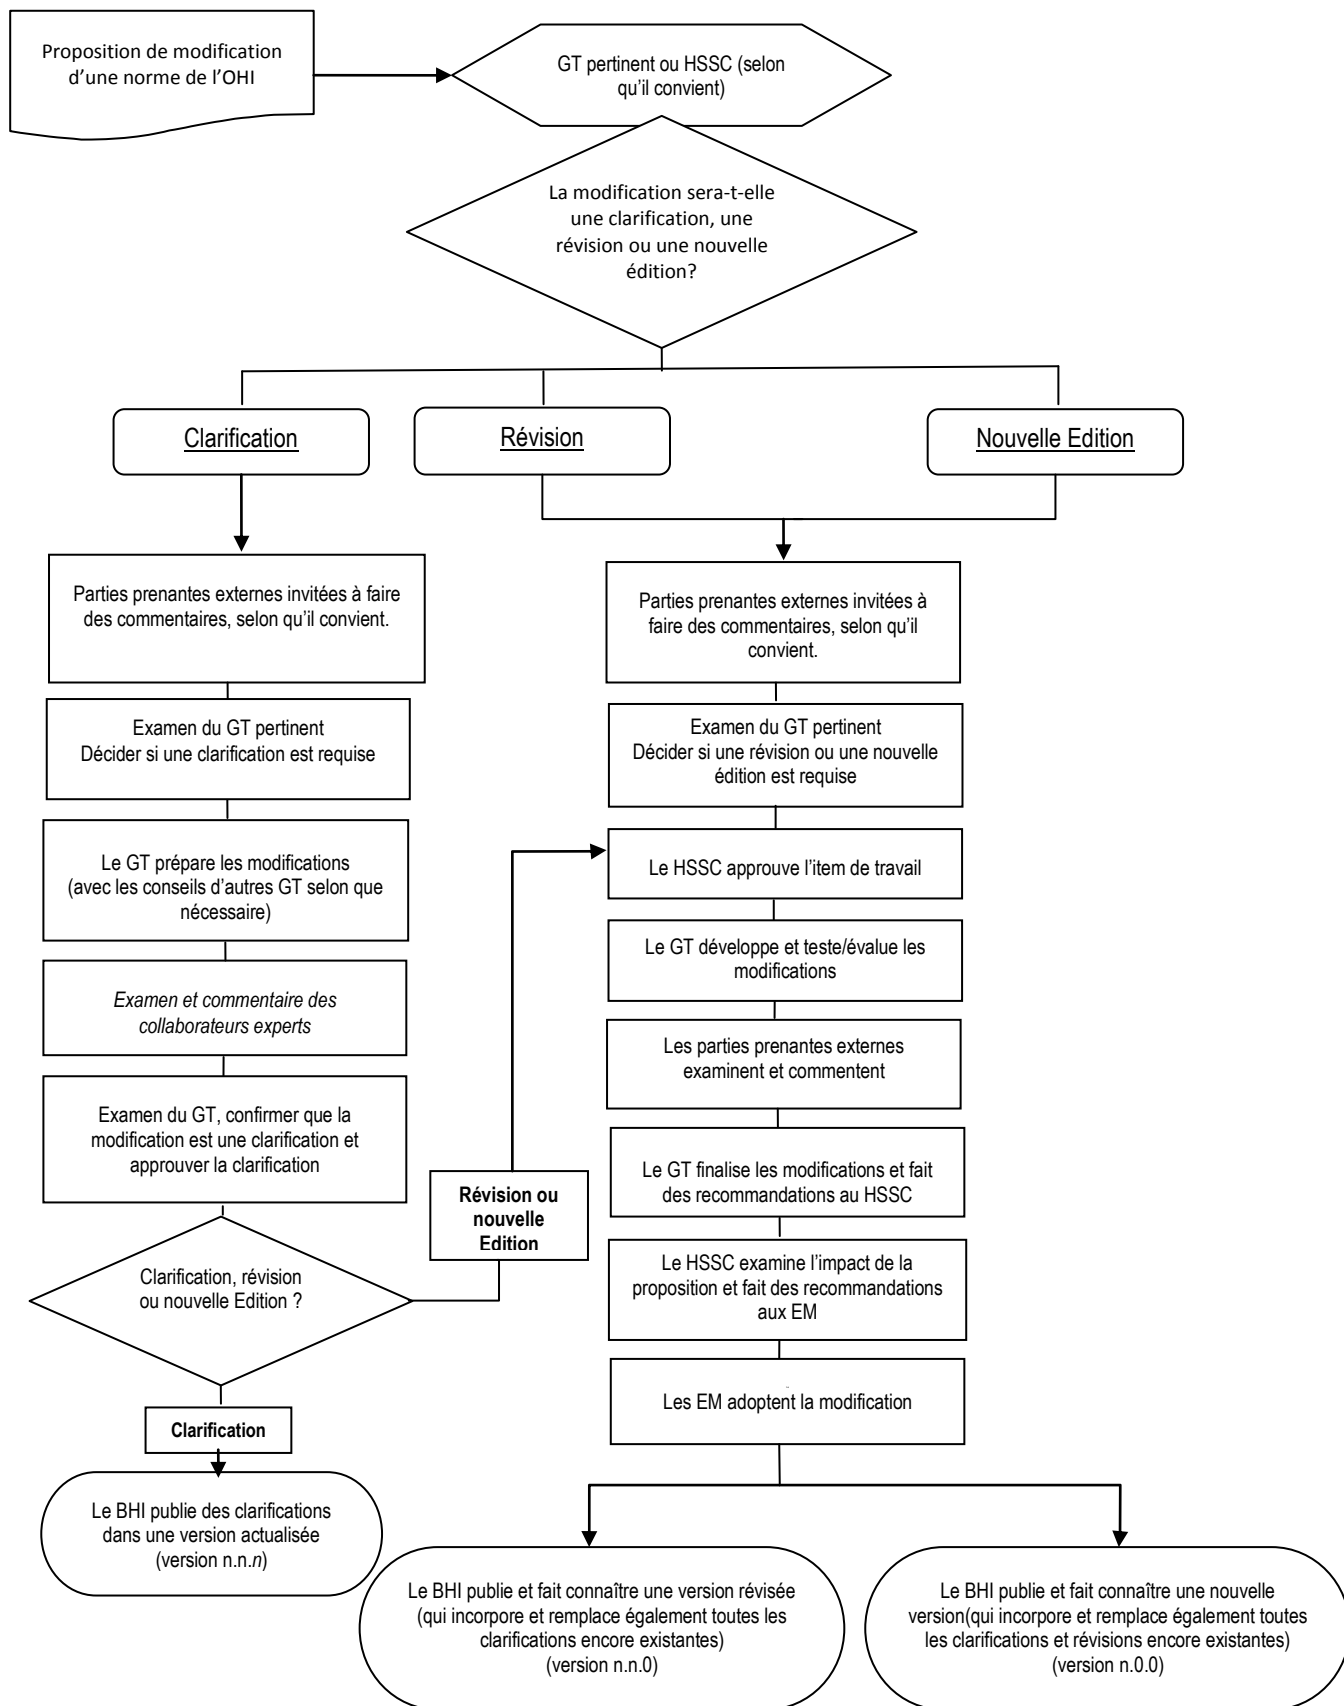 Proposition de modification
d’une norme de l’OHI
GT pertinent ou HSSC (selon
qu’il convient)
La modification sera-t-elle
une clarification, une
révision ou une nouvelle
édition?
Clarification
Révision
Nouvelle Edition
Parties prenantes externes invitées à faire
des commentaires, selon qu’il convient.
Examen du GT pertinent
Décider si une clarification est requise
Le GT prépare les modifications
(avec les conseils d’autres GT selon que
nécessaire)
Examen et commentaire des
collaborateurs experts
Examen du GT, confirmer que la
modification est une clarification et
approuver la clarification
Clarification, révision
ou nouvelle Edition ?
Révision ou
nouvelle
Edition
Clarification
Le BHI publie des clarifications
dans une version actualisée
(version n.n.n)
Parties prenantes externes invitées à
faire des commentaires, selon qu’il
convient.
Examen du GT pertinent
Décider si une révision ou une nouvelle
édition est requise
Le HSSC approuve l’item de travail
Le GT développe et teste/évalue les
modifications
Les parties prenantes externes
examinent et commentent
Le GT finalise les modifications et fait
des recommandations au HSSC
Le HSSC examine l’impact de la
proposition et fait des recommandations
aux EM
Les EM adoptent la modification
Le BHI publie et fait connaître une version révisée
(qui incorpore et remplace également toutes les
clarifications encore existantes)
(version n.n.0)
Le BHI publie et fait connaître une nouvelle
version(qui incorpore et remplace également toutes
les clarifications et révisions encore existantes)
(version n.0.0)